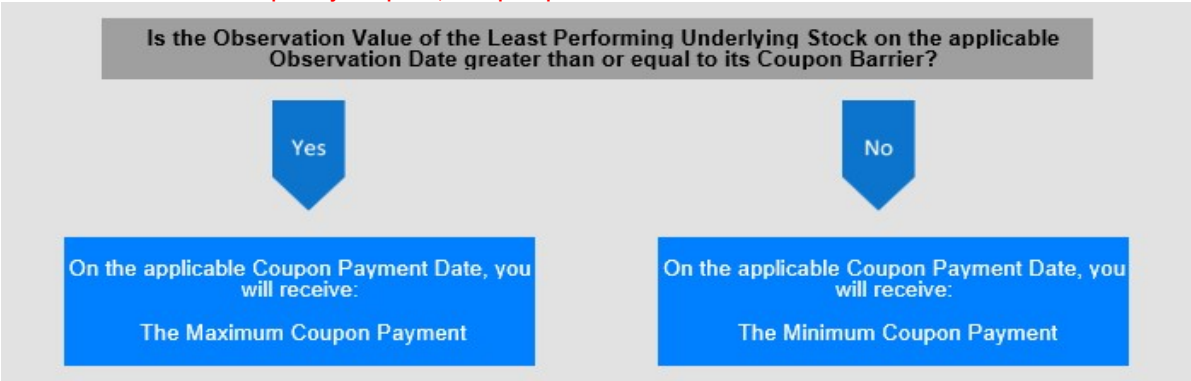 Is the Observation Value of the Least Performing Underlying Stock on the applicable
Observation Date greater than or equal to its Coupon Barrier?
Yes
No
On the applicable Coupon Payment Date, you
will receive:
The Maximum Coupon Payment
On the applicable Coupon Payment Date, you
will receive:
The Minimum Coupon Payment